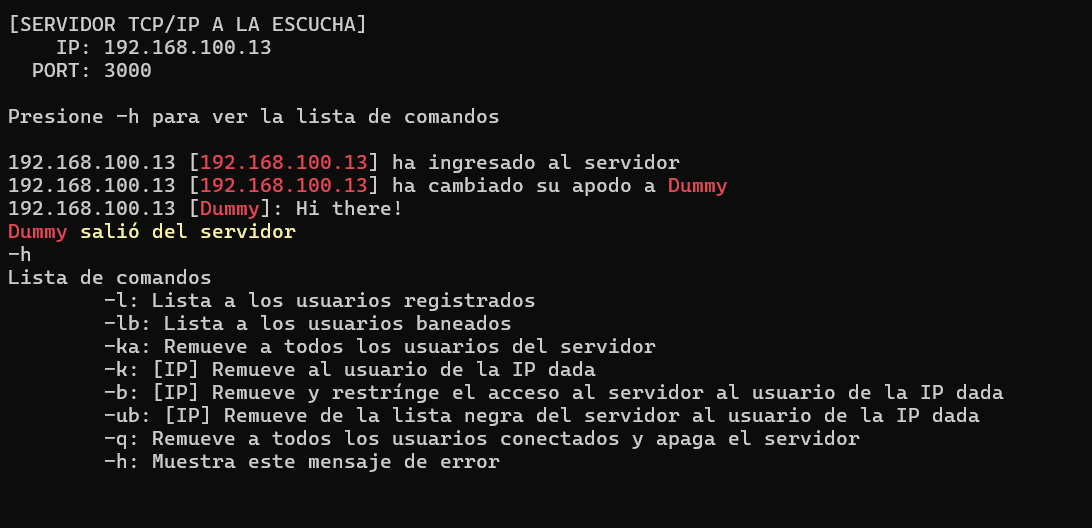 [SERVIDOR TCP/IP A LA ESCUCHA]
IP: 192.168.100.13
PORT: 3000
Presione -h para ver la lista de comandos
192.168.100.13 [192.168.100.13] ha ingresado al servidor
192.168.100.13 [192.168.100.13] ha cambiado su apodo a Dummy
192.168.100.13 [Dummy]: Hi there!
Dummy salió del servidor
-h
Lista de comandos
-l: Lista a los usuarios registrados
-lb: Lista a los usuarios baneados
-ka: Remueve a todos los usuarios del servidor
-k: [IP] Remueve al usuario de la IP dada
-b: [IP] Remueve y restrínge el acceso al servidor al usuario de la IP dada
-ub: [IP] Remueve de la lista negra del servidor al usuario de la IP dada
-q: Remueve a todos los usuarios conectados y apaga el servidor
-h: Muestra este mensaje de error